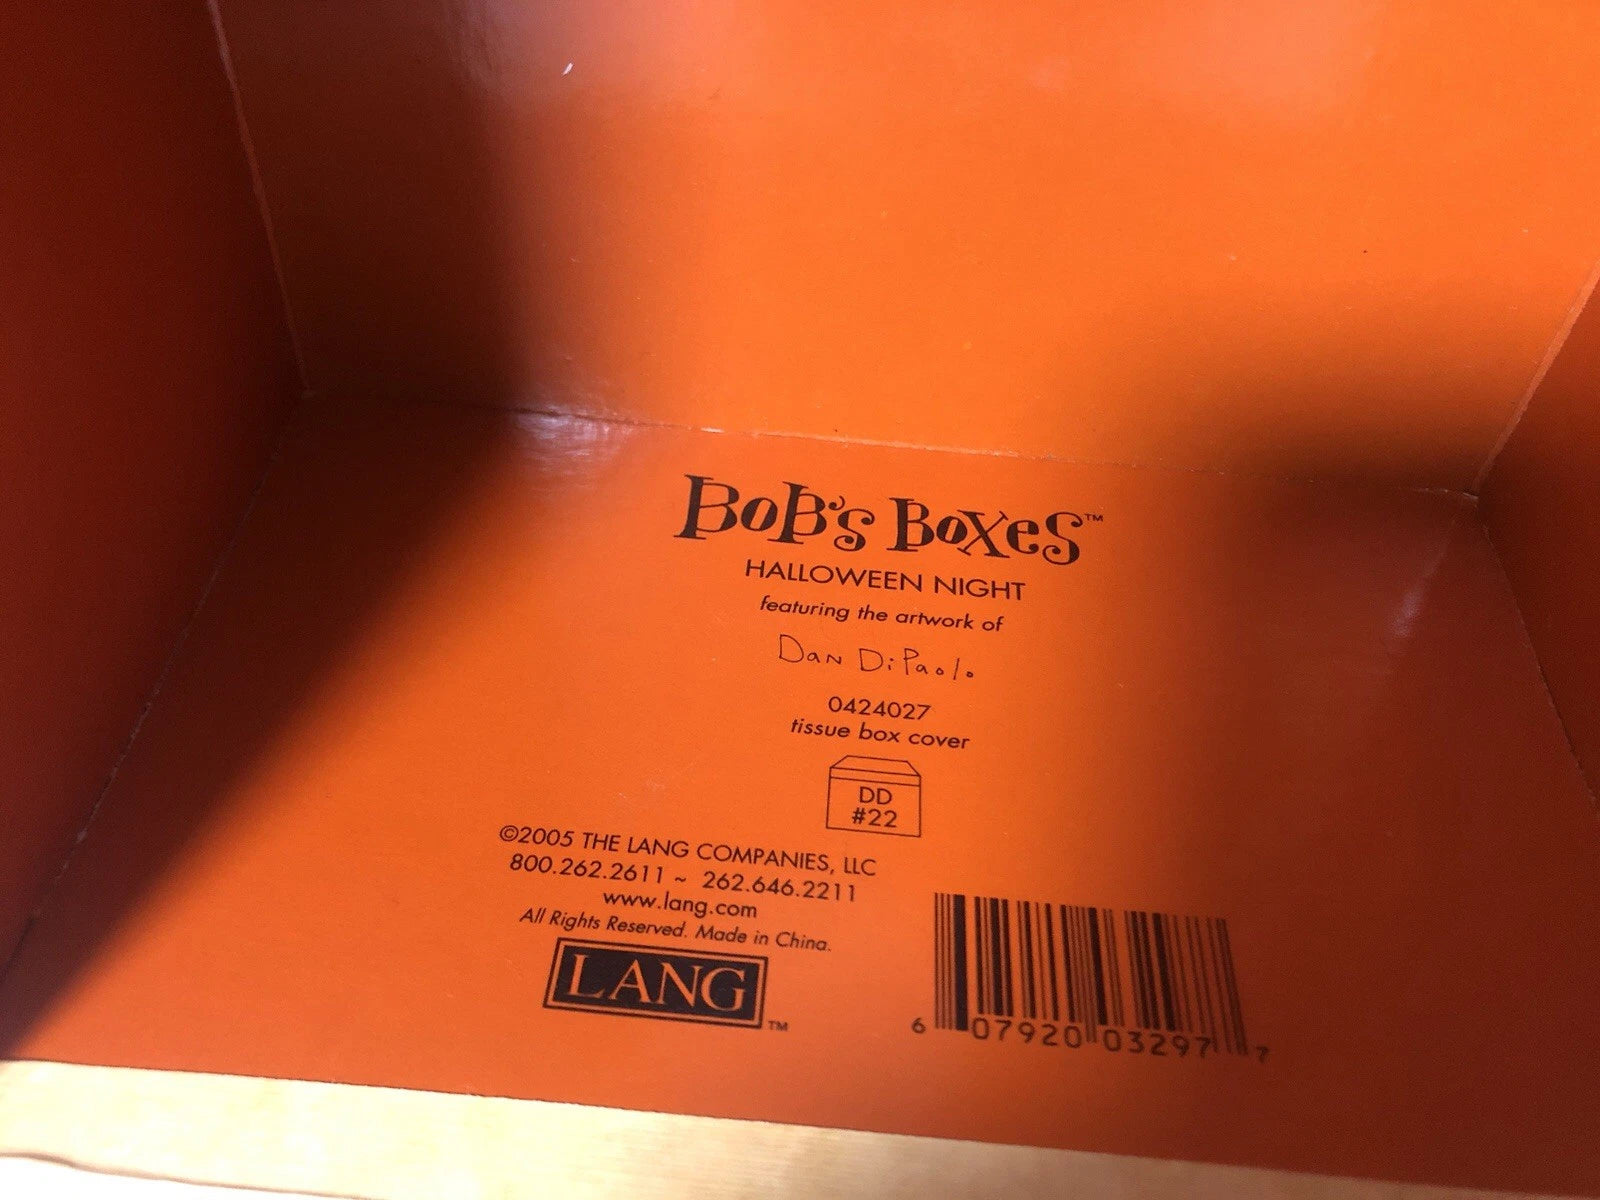 BoB's BoXeS™
HALLOWEEN NIGHT
featuring the artwork of
Dan DiPaolo
0424027
tissue box cover
DD
#22
©2005 THE LANG COMPANIES, LLC
800.262.2611 ~ 262.646.2211
www.lang.com
All Rights Reserved. Made in China.
LANG™
6 07920 03297 7